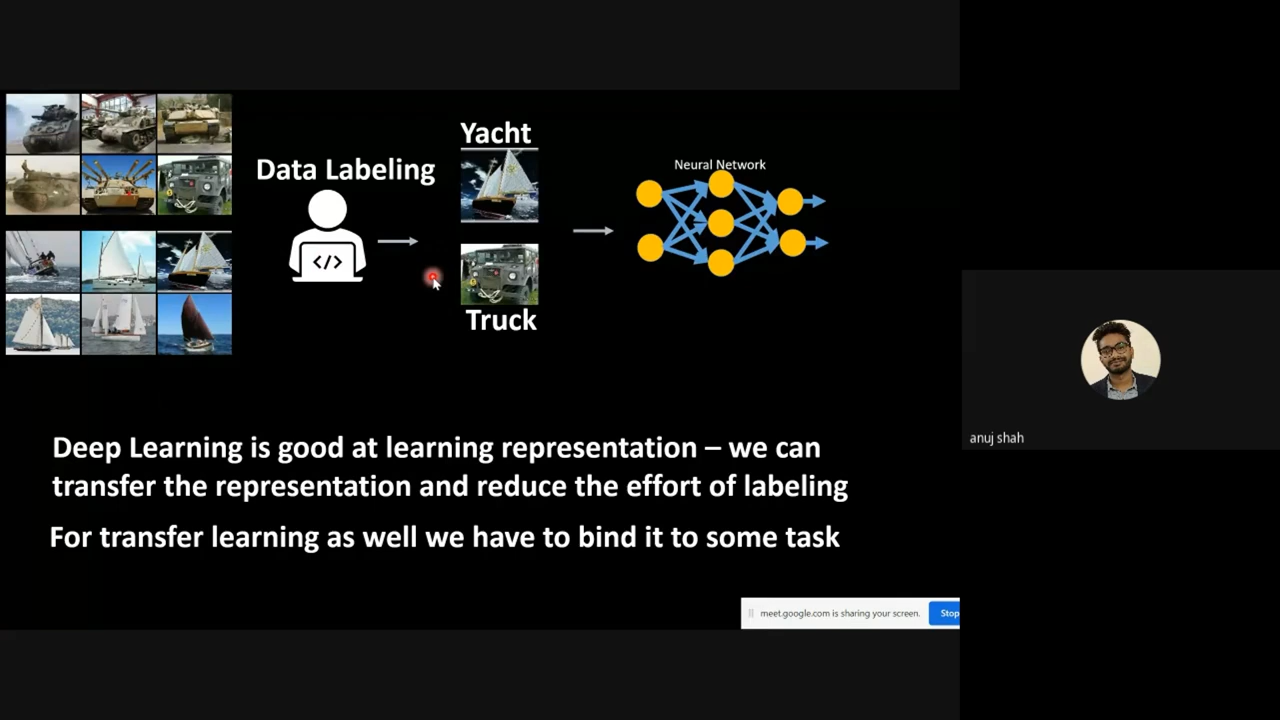 Yacht
Data Labeling
Neural Network
</>
Truck
Deep Learning is good at learning representation – we can
transfer the representation and reduce the effort of labeling
For transfer learning as well we have to bind it to some task
anuj shah
meet.google.com is sharing your screen.
Stop